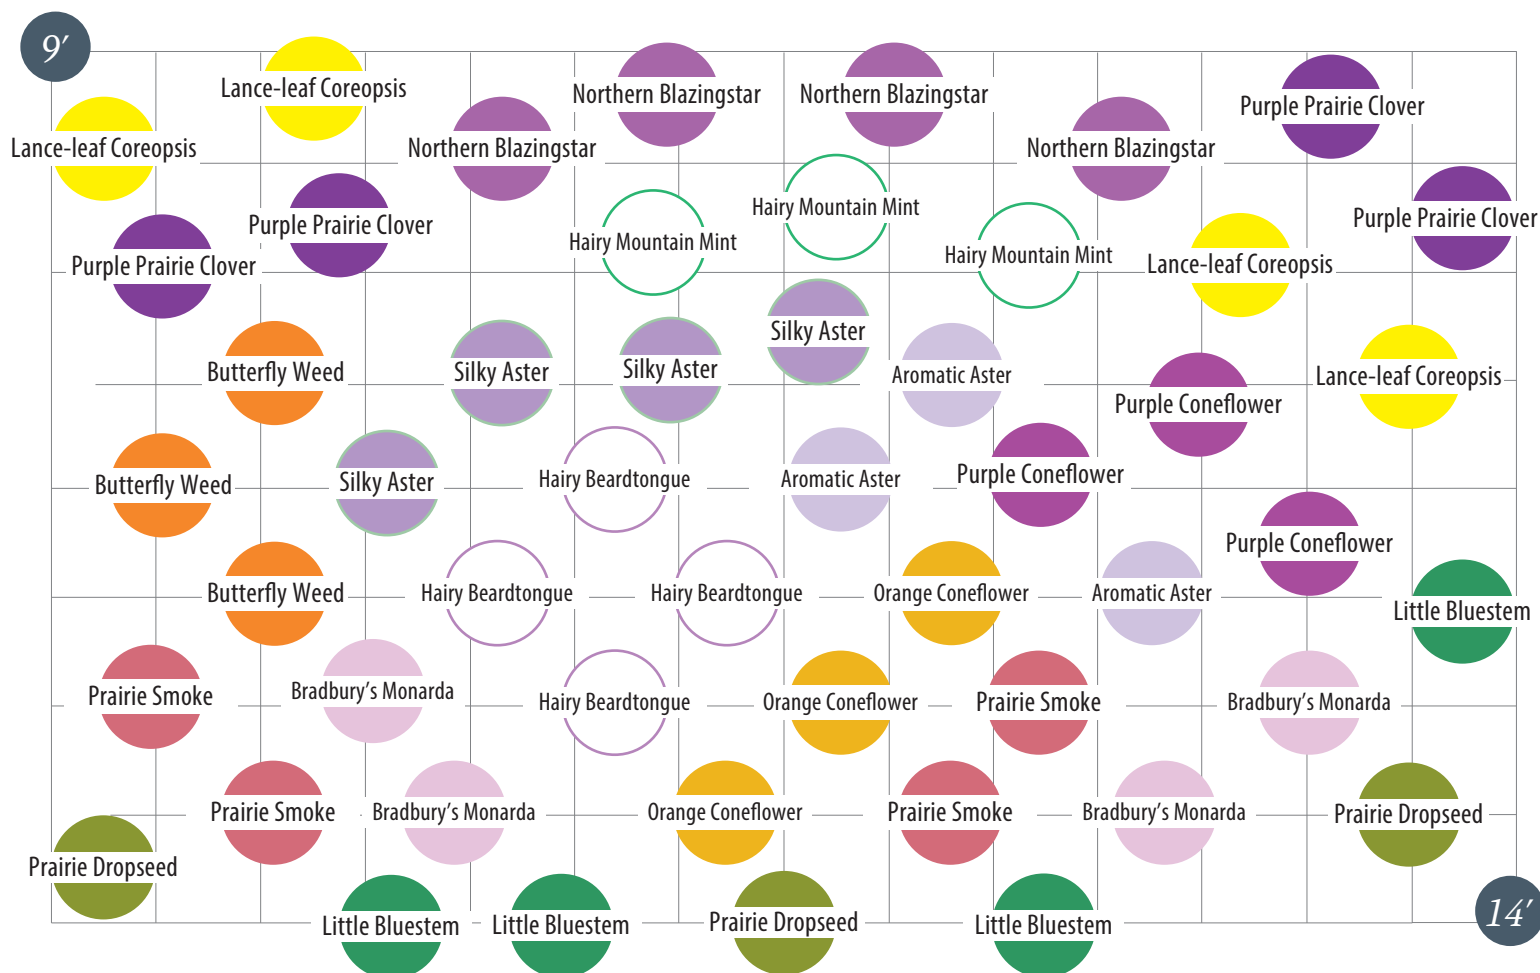 9′
Lance-leaf Coreopsis
Northern Blazingstar
Northern Blazingstar
Purple Prairie Clover
Lance-leaf Coreopsis
Northern Blazingstar
Northern Blazingstar
Purple Prairie Clover
Hairy Mountain Mint
Purple Prairie Clover
Hairy Mountain Mint
Hairy Mountain Mint
Purple Prairie Clover
Lance-leaf Coreopsis
Silky Aster
Butterfly Weed
Silky Aster
Silky Aster
Aromatic Aster
Lance-leaf Coreopsis
Purple Coneflower
Butterfly Weed
Silky Aster
Hairy Beardtongue
Aromatic Aster
Purple Coneflower
Purple Coneflower
Butterfly Weed
Hairy Beardtongue
Hairy Beardtongue
Orange Coneflower
Aromatic Aster
Little Bluestem
Prairie Smoke
Bradbury’s Monarda
Hairy Beardtongue
Orange Coneflower
Prairie Smoke
Bradbury’s Monarda
Prairie Smoke
Bradbury’s Monarda
Orange Coneflower
Prairie Smoke
Bradbury’s Monarda
Prairie Dropseed
Prairie Dropseed
Little Bluestem
Little Bluestem
Prairie Dropseed
Little Bluestem
14′